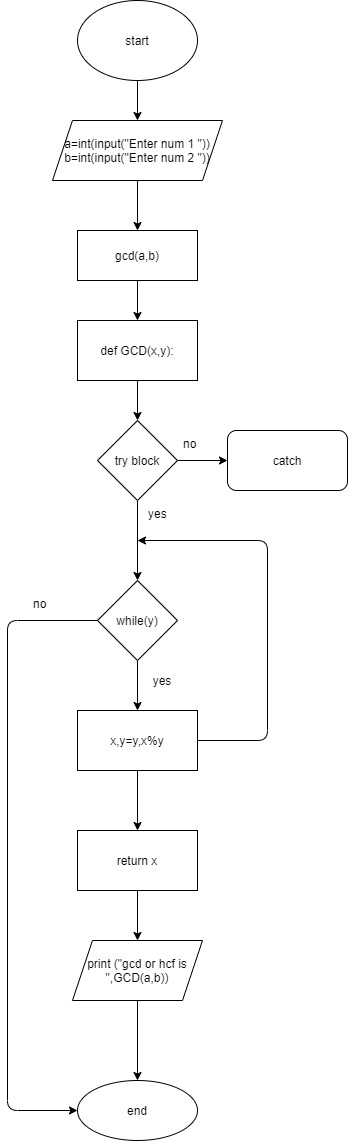 start
a=int(input("Enter num 1 "))
b=int(input("Enter num 2 "))
gcd(a,b)
def GCD(x,y):
try block
no
catch
yes
no
while(y)
yes
x,y=y,x%y
return x
print ("gcd or hcf is
",GCD(a,b))
end